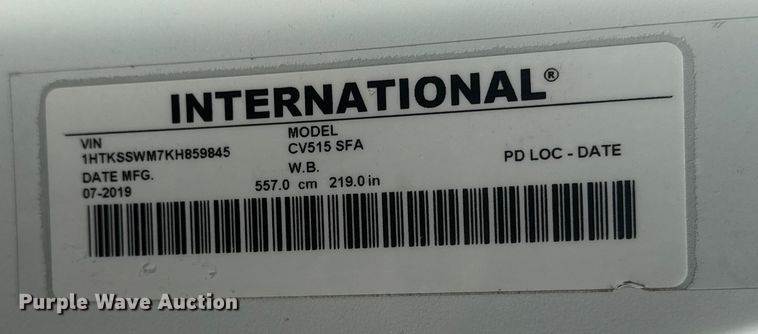 INTERNATIONAL®
VIN
1HTKSSWM7KH859845
MODEL
CV515 SFA
DATE MFG.
07-2019
W.B.
557.0 cm 219.0 in
PD LOC - DATE
Purple Wave Auction